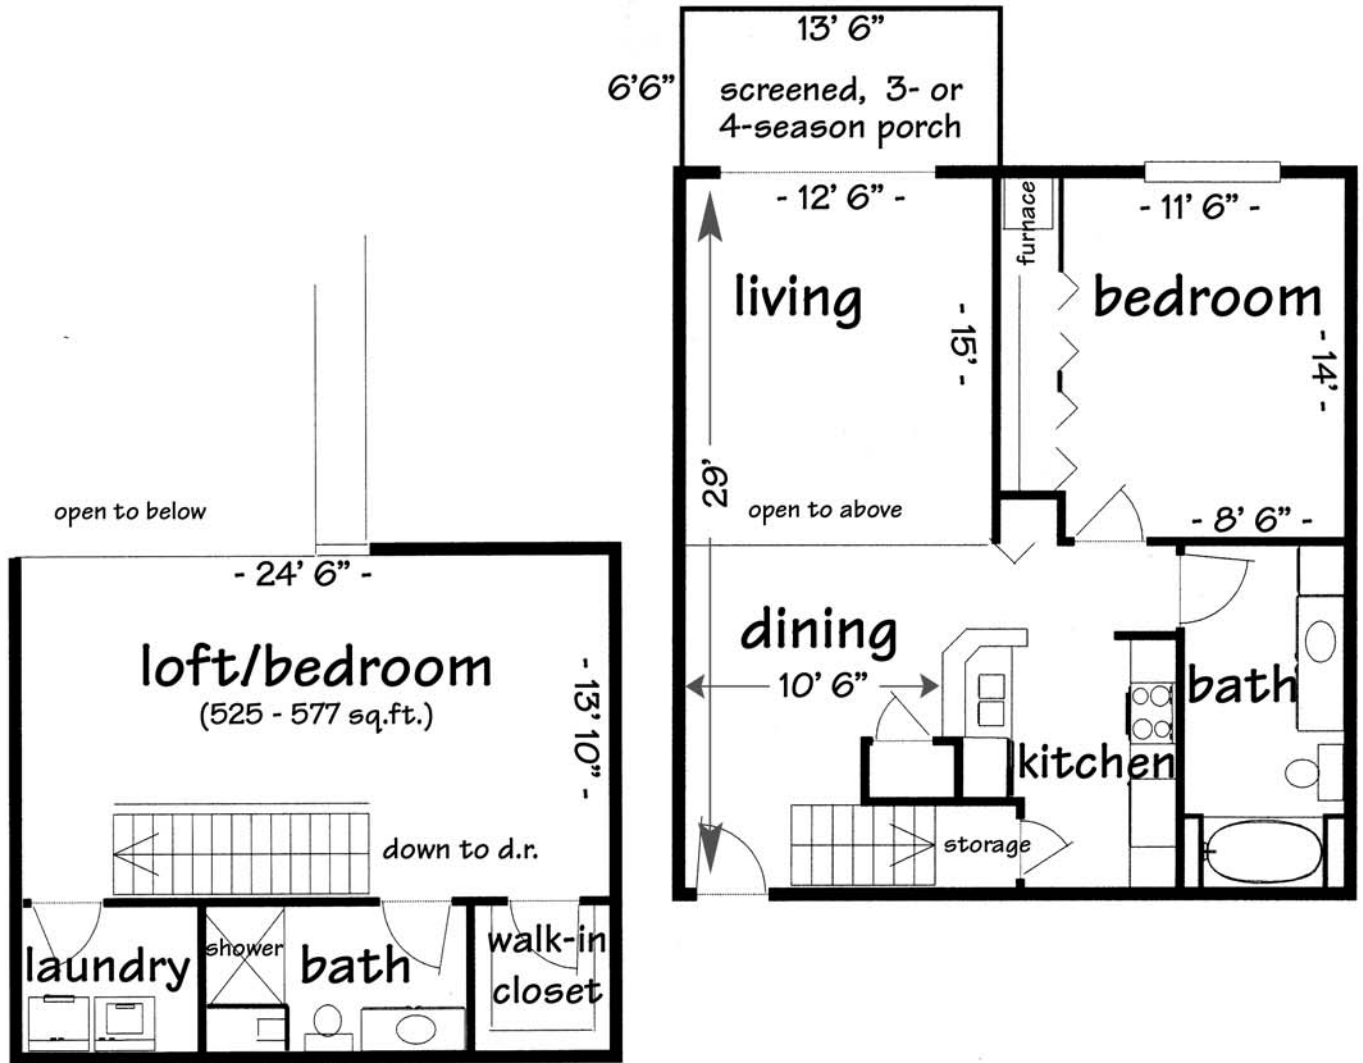 13' 6"
6'6"
screened, 3- or
4-season porch
- 12' 6" -
furnace
- 11' 6" -
living
bedroom
- 15' -
- 14' -
29'
open to above
- 8' 6" -
dining
10' 6"
bath
kitchen
storage
open to below
- 24' 6" -
loft/bedroom
(525 - 577 sq.ft.)
- 13' 10" -
down to d.r.
laundry
shower
bath
walk-in
closet